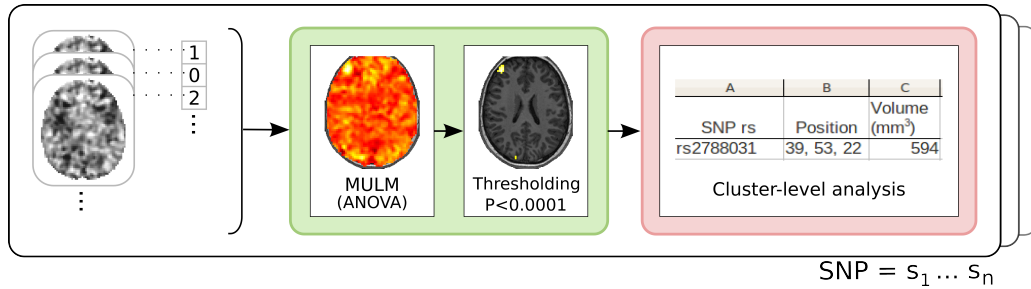 1
0
2
MULM
(ANOVA)
Thresholding
P<0.0001
A B C
SNP rs Position Volume (mm³)
rs2788031 39, 53, 22 594
Cluster-level analysis
SNP = s₁ ... sₙ